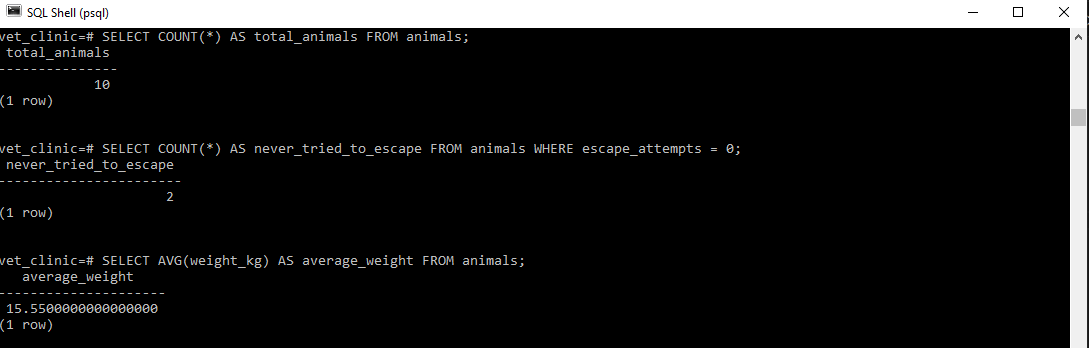 SQL Shell (psql)
vet_clinic=# SELECT COUNT(*) AS total_animals FROM animals;
 total_animals
---------------
            10
(1 row)
vet_clinic=# SELECT COUNT(*) AS never_tried_to_escape FROM animals WHERE escape_attempts = 0;
 never_tried_to_escape
-----------------------
                     2
(1 row)
vet_clinic=# SELECT AVG(weight_kg) AS average_weight FROM animals;
   average_weight
---------------------
 15.5500000000000000
(1 row)